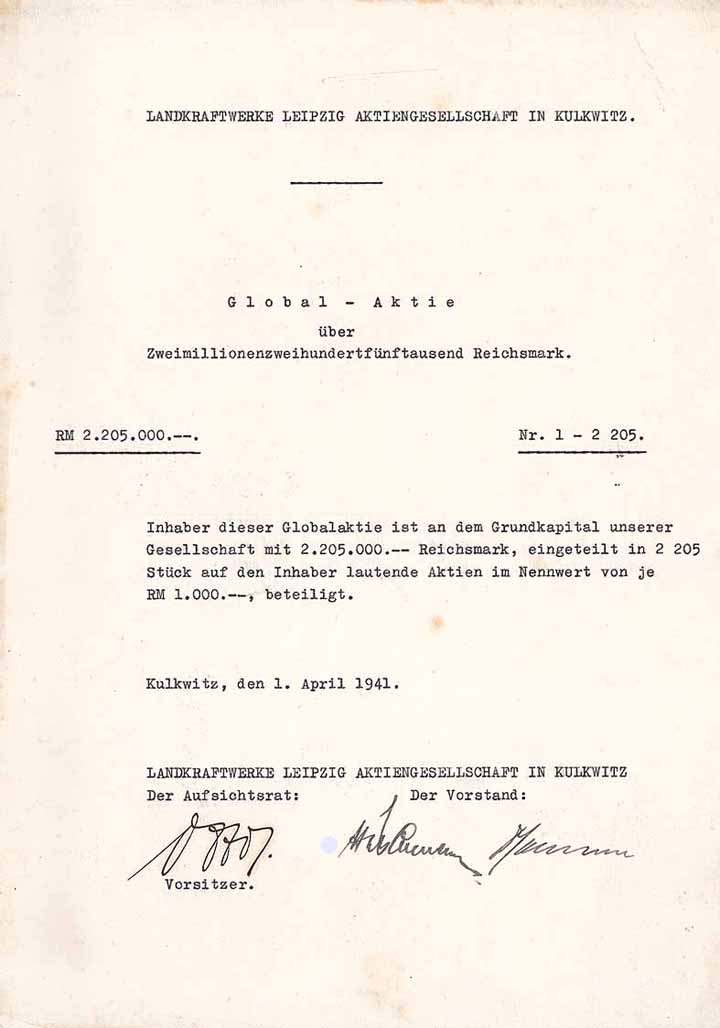 LANDKRAFTWERKE LEIPZIG AKTIENGESELLSCHAFT IN KULKWITZ.
Global - Aktie
über
Zweimillionenzweihundertfünftausend Reichsmark.
RM 2.205.000.--. Nr. 1 - 2 205.
Inhaber dieser Globalaktie ist an dem Grundkapital unserer
Gesellschaft mit 2.205.000.-- Reichsmark, eingeteilt in 2 205
Stück auf den Inhaber lautende Aktien im Nennwert von je
RM 1.000.--, beteiligt.
Kulkwitz, den 1. April 1941.
LANDKRAFTWERKE LEIPZIG AKTIENGESELLSCHAFT IN KULKWITZ
Der Aufsichtsrat: Der Vorstand:
Vorsitzer.